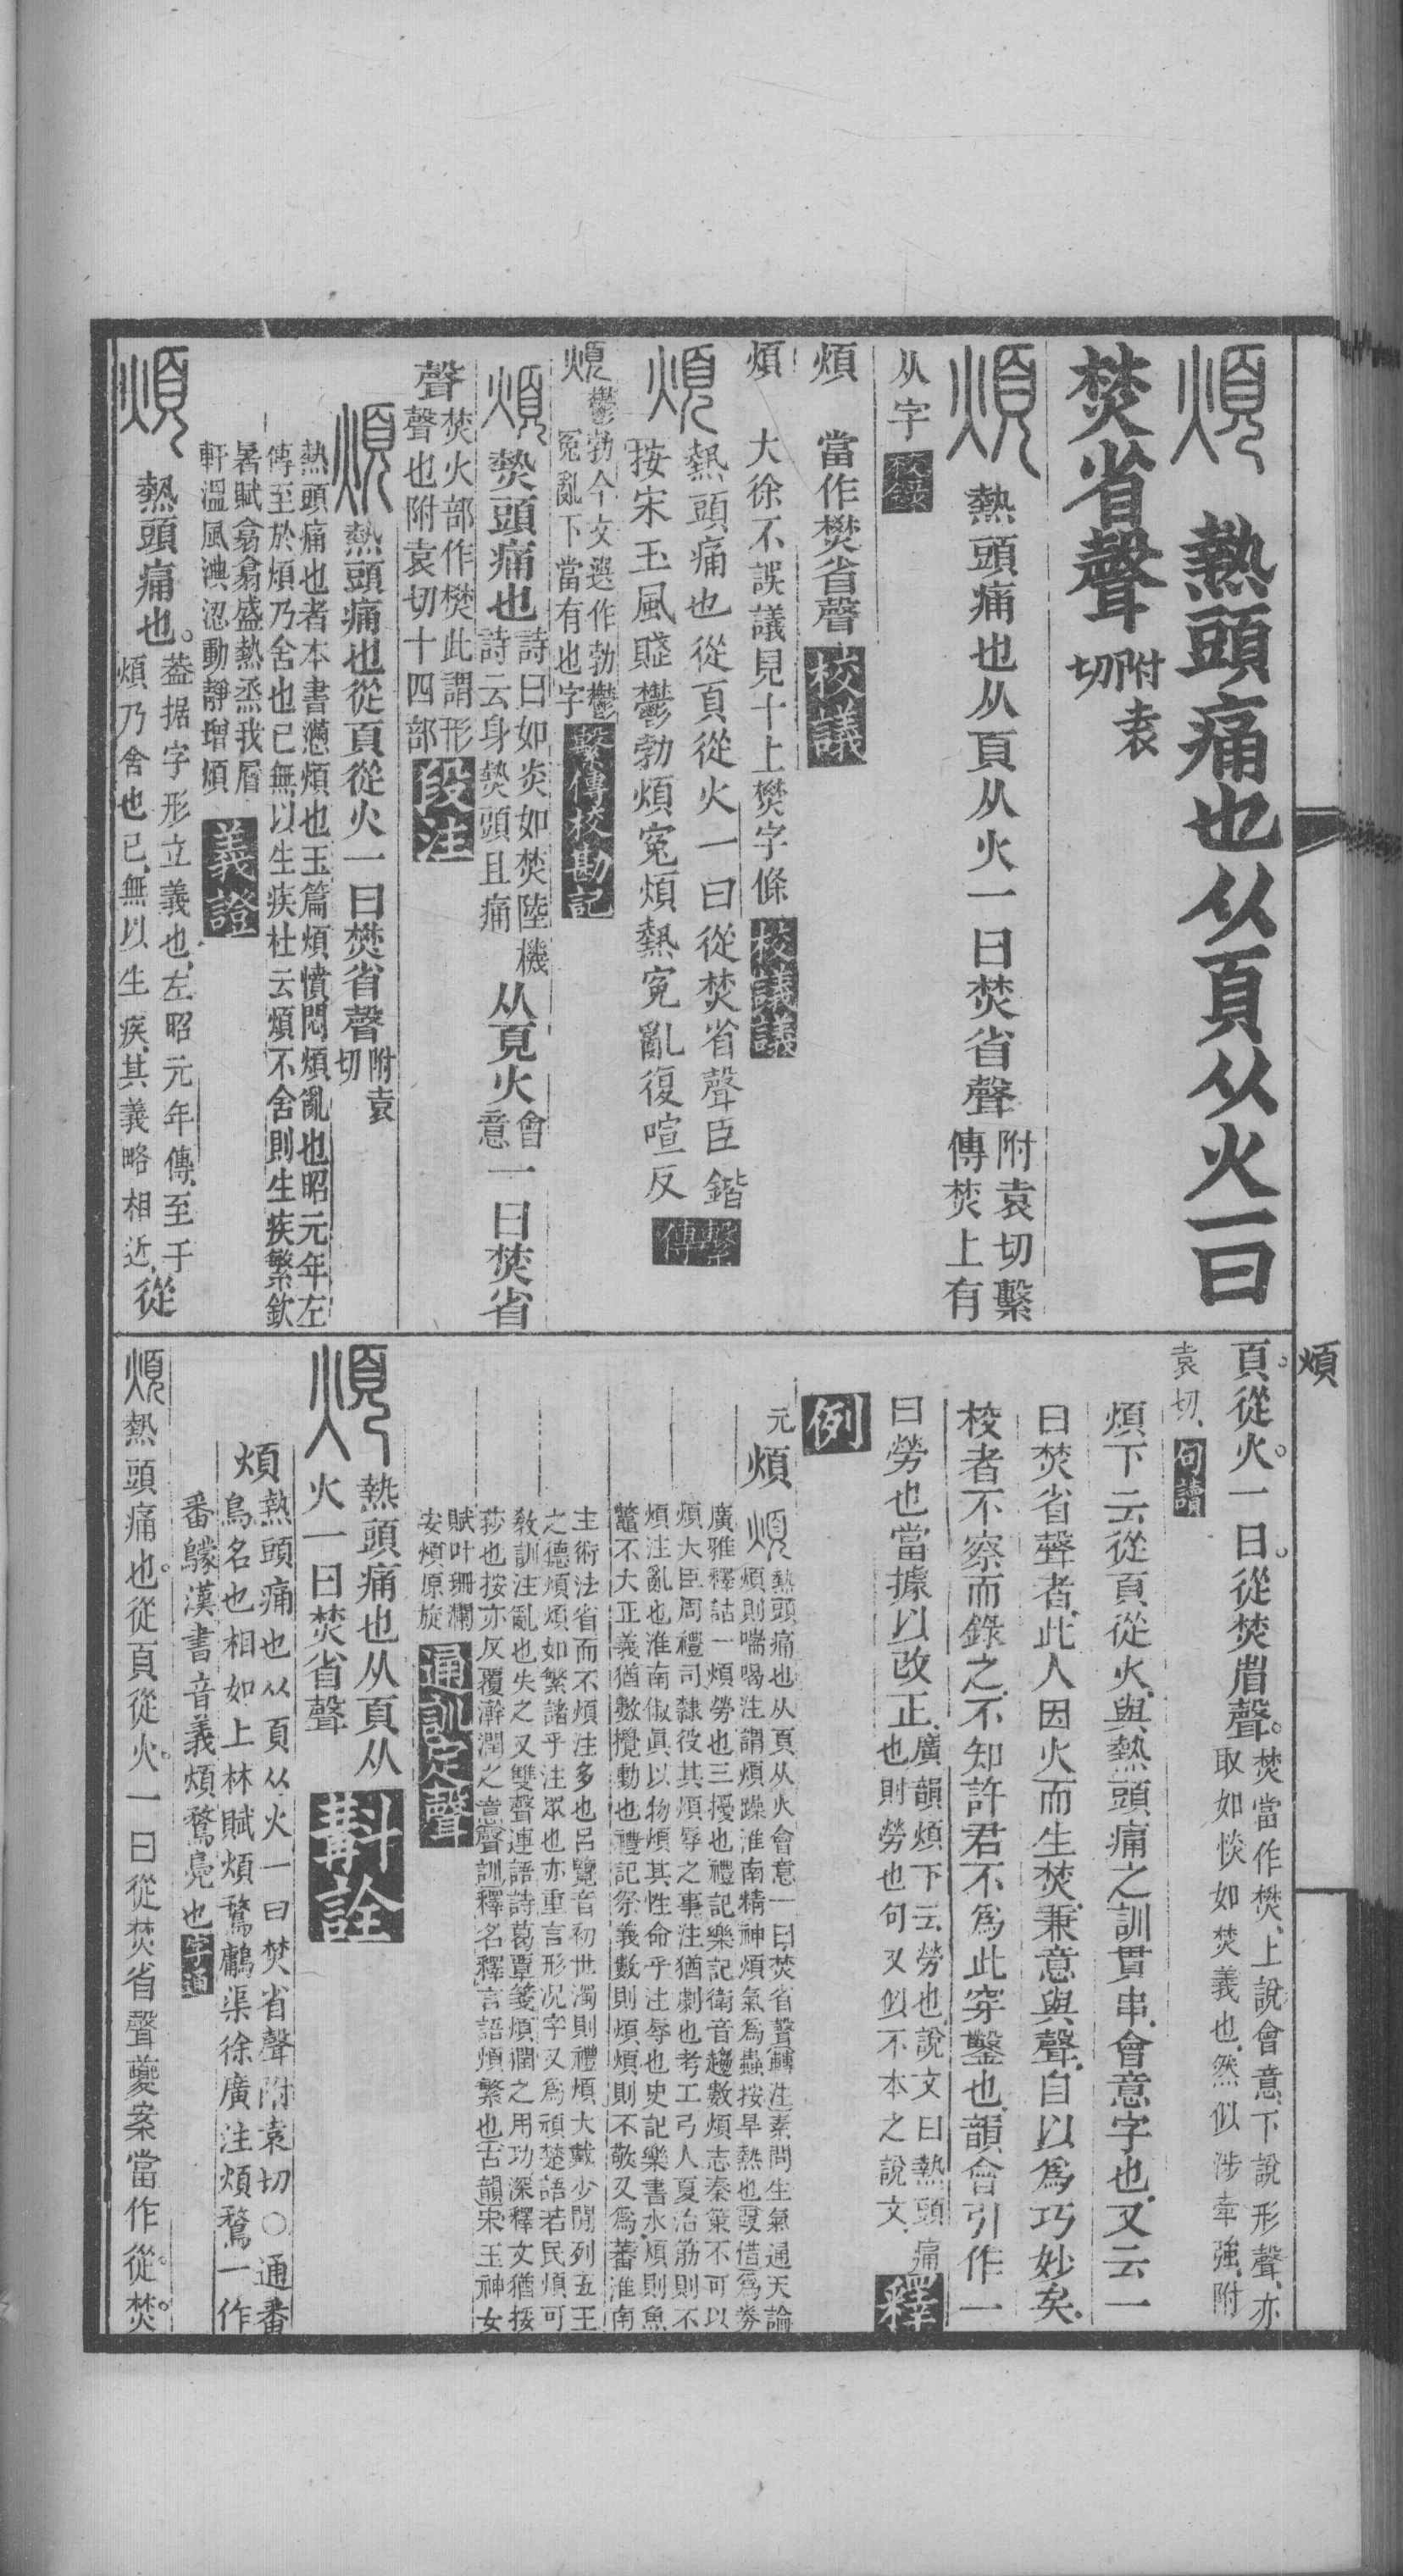 煩　熱頭痛也从頁从火一曰
焚省聲附袁切
煩熱頭痛也从頁从火一曰焚省聲附袁切繫
傳焚上有
从字校錄
煩　當作樊省聲校議
煩　大徐不誤議見十上樊字條校議議
煩熱頭痛也從頁從火一曰從焚省聲臣鍇
按宋玉風賦鬱勃煩冤煩熱冤亂復喧反繫傳
煩鬱勃今文選作勃鬱
冤亂下當有也字繫傳校勘記
煩熱頭痛也詩曰如炎如焚陸機
詩云身熱頭且痛从頁火會意一曰焚省
聲焚火部作樊此謂形
聲也附袁切十四部段注
煩熱頭痛也從頁從火一曰焚省聲附袁切
熱頭痛也者本書懣煩也玉篇煩憤悶煩亂也昭元年左
傳至於煩乃舍也已無以生疾杜云煩不舍則生疾繁欽
暑賦翕翕盛熱烝我層
軒溫風淟涊動靜增煩義證
煩熱頭痛也蓋据字形立義也左昭元年傳至于
煩乃舍也已無以生疾其義略相近從
煩
頁從火一曰從焚省聲焚當作樊上說會意下說形聲亦
取如惔如焚義也然似涉牽強附
袁切句讀
煩下云從頁從火與熱頭痛之訓貫串會意字也又云一
曰焚省聲者此人因火而生焚兼意與聲自以爲巧妙矣
校者不察而錄之不知許君不爲此穿鑿也韻會引作一
曰勞也當據以改正廣韻煩下云勞也說文曰熱頭痛
也則勞也句又似不本之說文釋
例
元煩煩熱頭痛也从頁从火會意一曰焚省聲轉注素問生氣通天論
煩則喘喝注謂煩躁淮南精神煩氣爲蟲按旱熱也叚借爲勞
廣雅釋詁一煩勞也三擾也禮記樂記衛音趨數煩志秦策不可以
煩大臣周禮司隸役其煩辱之事注猶劇也考工弓人夏治筋則不
煩注亂也淮南俶眞以物煩其性命乎注辱也史記樂書水煩則魚
鼈不大正義猶數攪動也禮記祭義數則煩煩則不敬又爲蕃淮南
主術法省而不煩注多也呂覽音初世濁則禮煩大戴少閒列五王
之德煩煩如繁諸乎注眾也亦重言形况字又爲頑楚語若民煩可
敎訓注亂也失之又雙聲連語詩葛覃箋煩潤之用功深釋文猶捼
莎也按亦反覆澣潤之意聲訓釋名釋言語煩繁也古韻宋玉神女
賦叶珊瀾
安煩原旋通訓定聲
煩熱頭痛也从頁从
火一曰焚省聲斠詮
煩熱頭痛也从頁从火一曰焚省聲附袁切○通番
鳥名也相如上林賦煩鶩鷛渠徐廣注煩鶩一作
番䴌漢書音義煩鶩鳧也字通
煩熱頭痛也從頁從火一曰從焚省聲夔案當作從焚